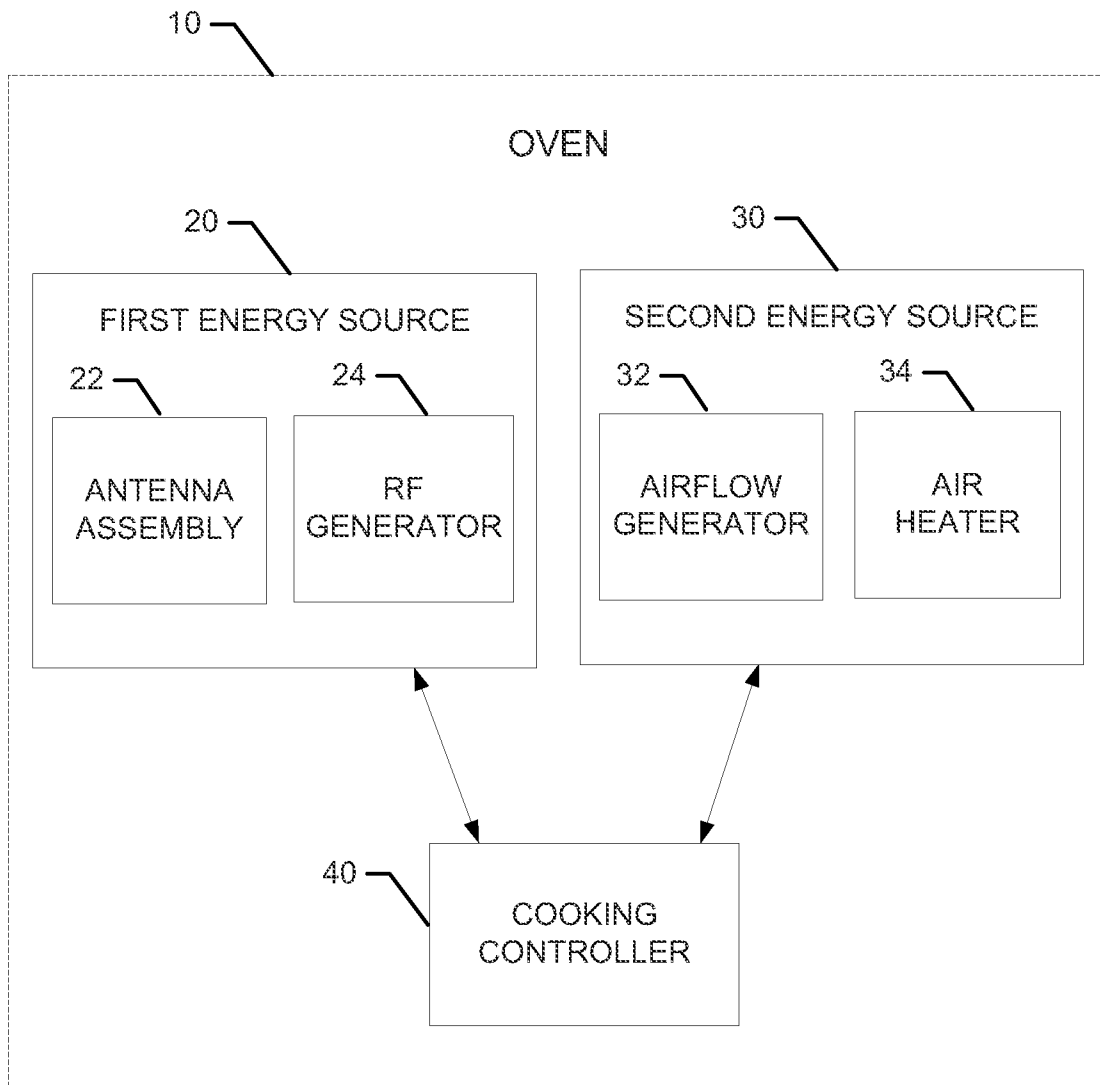 10
OVEN
20
30
FIRST ENERGY SOURCE
SECOND ENERGY SOURCE
22
24
32
34
ANTENNA
ASSEMBLY
RF
GENERATOR
AIRFLOW
GENERATOR
AIR
HEATER
40
COOKING
CONTROLLER